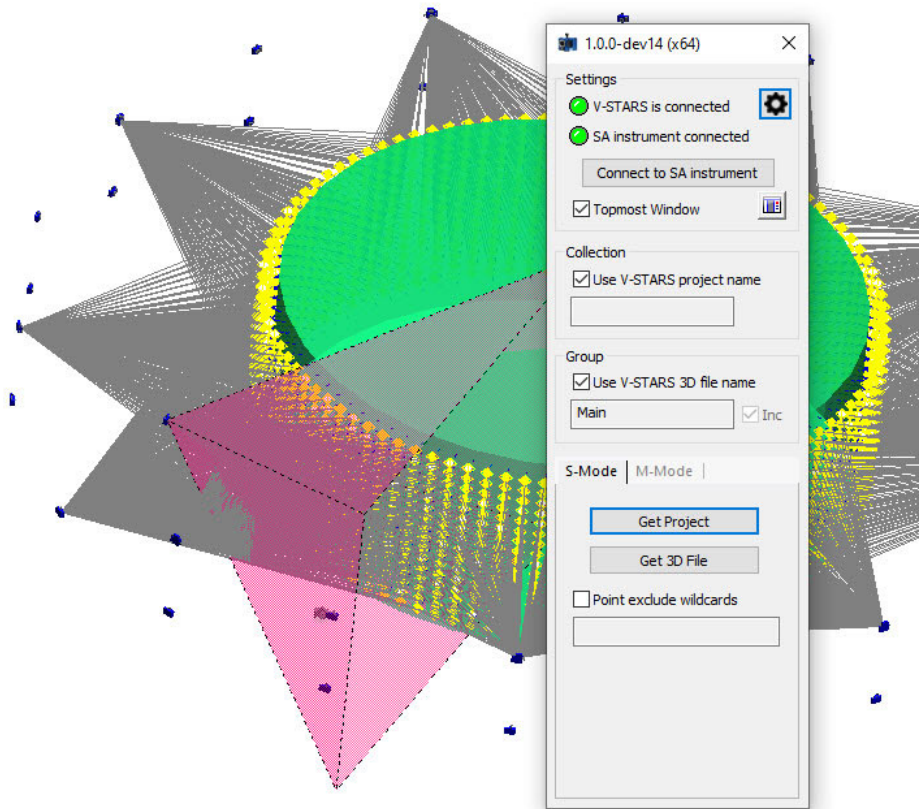 1.0.0-dev14 (x64)
Settings
V-STARS is connected
SA instrument connected
Connect to SA instrument
Topmost Window
Collection
Use V-STARS project name
Group
Use V-STARS 3D file name
Main
Inc
S-Mode M-Mode
Get Project
Get 3D File
Point exclude wildcards